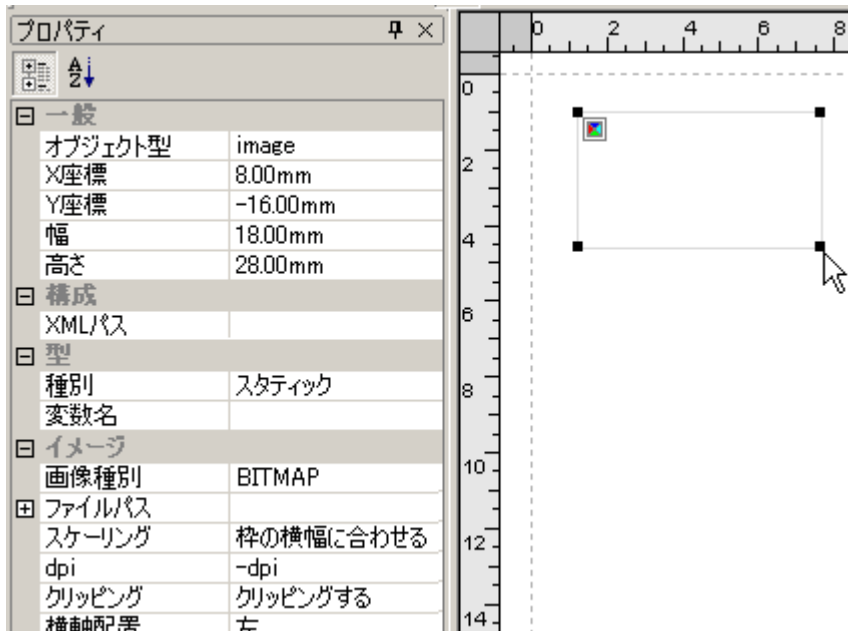 プロパティ
一般
オブジェクト型 image
X座標 8.00mm
Y座標 -16.00mm
幅 18.00mm
高さ 28.00mm
構成
XMLパス
型
種別 スタティック
変数名
イメージ
画像種別 BITMAP
ファイルパス
スケーリング 枠の横幅に合わせる
dpi -dpi
クリッピング クリッピングする
横軸配置 左
0 2 4 6 8
0
2
4
6
8
10
12
14